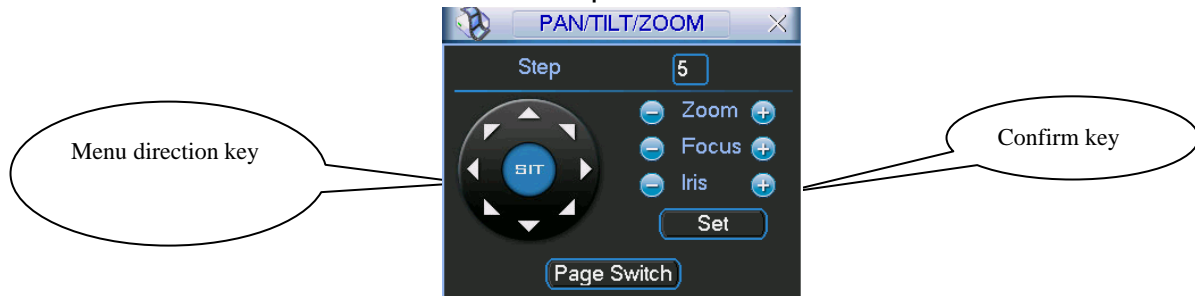 PAN/TILT/ZOOM
Step 5
Menu direction key
SIT
Zoom
Focus
Iris
Confirm key
Set
Page Switch